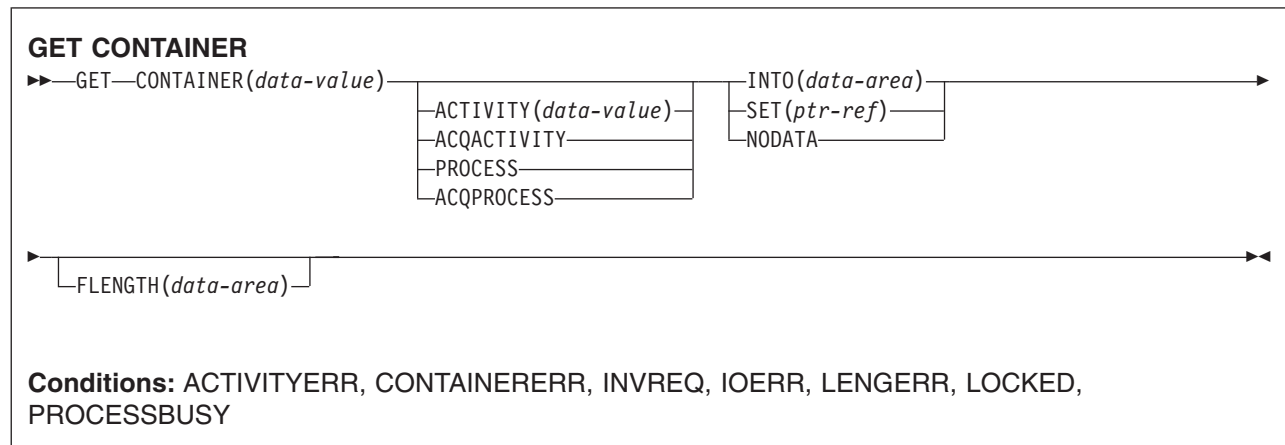 GET CONTAINER
GET CONTAINER(data-value) INTO(data-area)
ACTIVITY(data-value) SET(ptr-ref)
ACQACTIVITY NODATA
PROCESS
ACQPROCESS
FLENGTH(data-area)
Conditions: ACTIVITYERR, CONTAINERERR, INVREQ, IOERR, LENGERR, LOCKED,
PROCESSBUSY